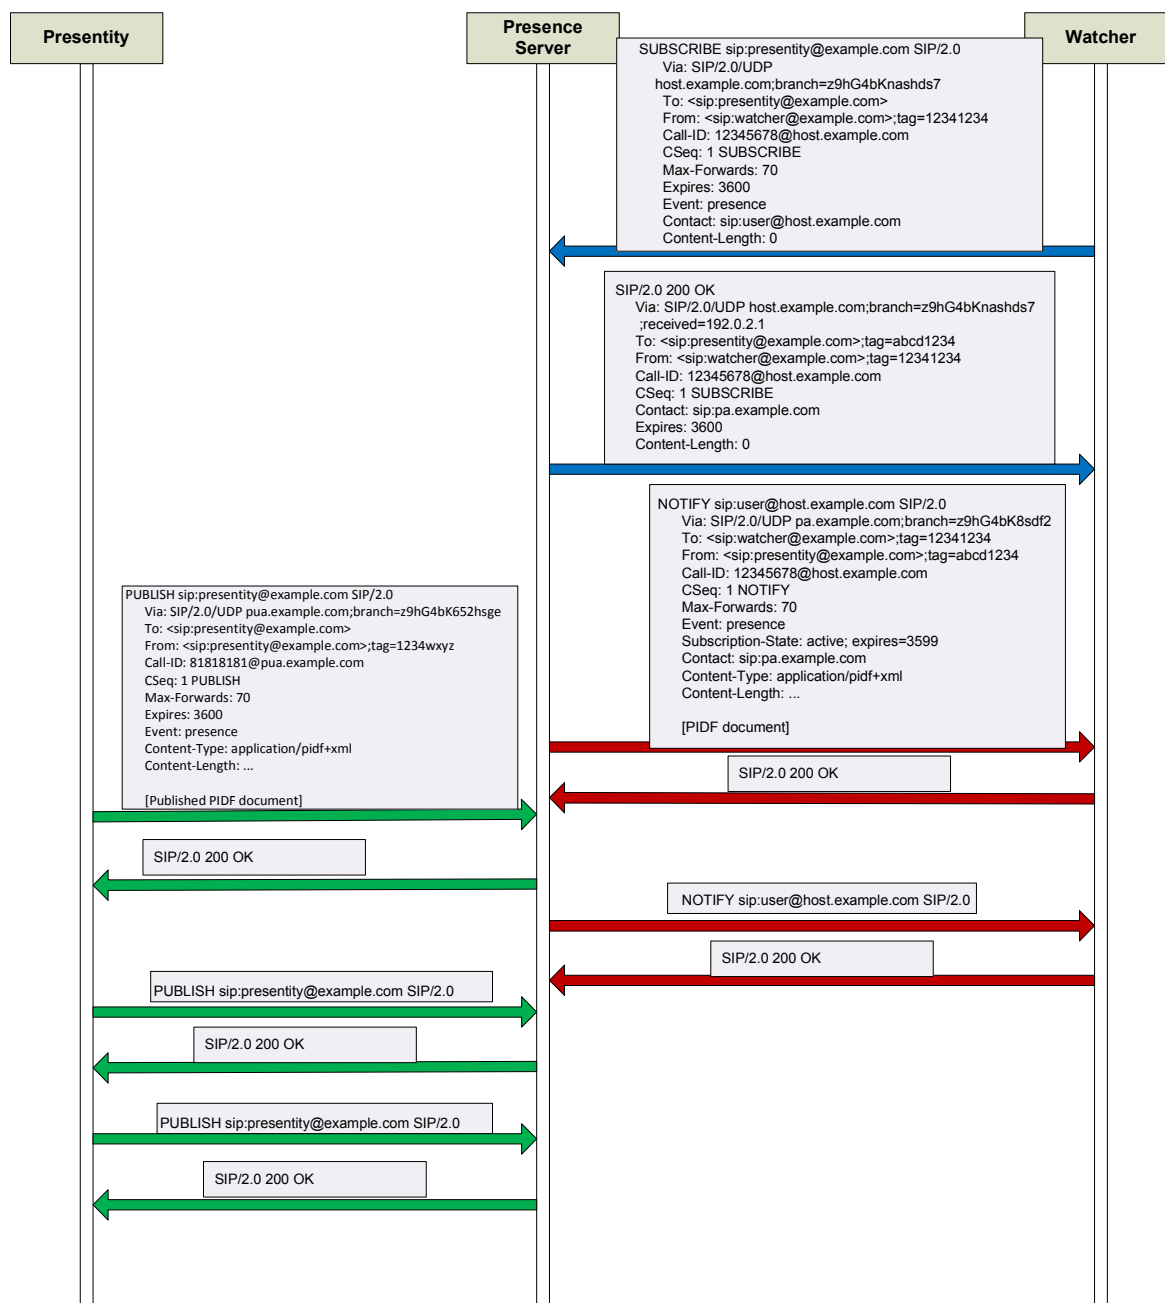 Presentity
Presence
Server
Watcher
SUBSCRIBE sip:presentity@example.com SIP/2.0
Via: SIP/2.0/UDP
host.example.com;branch=z9hG4bKnashds7
To: <sip:presentity@example.com>
From: <sip:watcher@example.com>;tag=12341234
Call-ID: 12345678@host.example.com
CSeq: 1 SUBSCRIBE
Max-Forwards: 70
Expires: 3600
Event: presence
Contact: sip:user@host.example.com
Content-Length: 0
SIP/2.0 200 OK
Via: SIP/2.0/UDP host.example.com;branch=z9hG4bKnashds7
;received=192.0.2.1
To: <sip:presentity@example.com>;tag=abcd1234
From: <sip:watcher@example.com>;tag=12341234
Call-ID: 12345678@host.example.com
CSeq: 1 SUBSCRIBE
Contact: sip:pa.example.com
Expires: 3600
Content-Length: 0
NOTIFY sip:user@host.example.com SIP/2.0
Via: SIP/2.0/UDP pa.example.com;branch=z9hG4bK8sdf2
To: <sip:watcher@example.com>;tag=12341234
From: <sip:presentity@example.com>;tag=abcd1234
Call-ID: 12345678@host.example.com
CSeq: 1 NOTIFY
Max-Forwards: 70
Event: presence
Subscription-State: active; expires=3599
Contact: sip:pa.example.com
Content-Type: application/pidf+xml
Content-Length: ...
[PIDF document]
PUBLISH sip:presentity@example.com SIP/2.0
Via: SIP/2.0/UDP pua.example.com;branch=z9hG4bK652hsge
To: <sip:presentity@example.com>
From: <sip:presentity@example.com>;tag=1234wxyz
Call-ID: 81818181@pua.example.com
CSeq: 1 PUBLISH
Max-Forwards: 70
Expires: 3600
Event: presence
Content-Type: application/pidf+xml
Content-Length: ...
[Published PIDF document]
SIP/2.0 200 OK
SIP/2.0 200 OK
NOTIFY sip:user@host.example.com SIP/2.0
SIP/2.0 200 OK
PUBLISH sip:presentity@example.com SIP/2.0
SIP/2.0 200 OK
PUBLISH sip:presentity@example.com SIP/2.0
SIP/2.0 200 OK